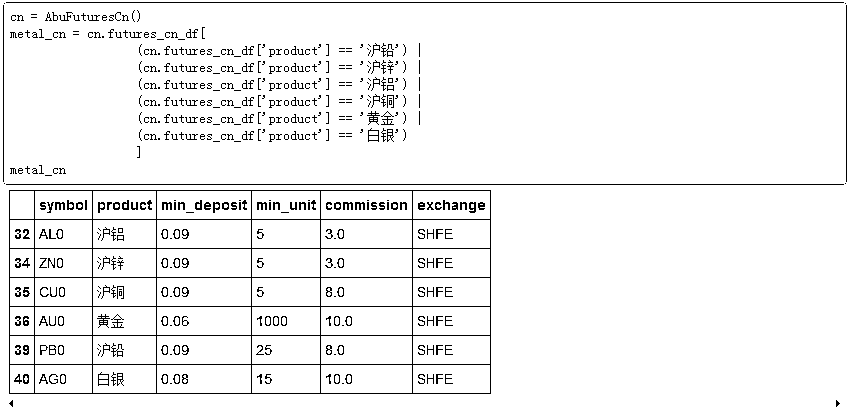 cn = AbuFuturesCn()
metal_cn = cn.futures_cn_df[
(cn.futures_cn_df['product'] == '沪铅') |
(cn.futures_cn_df['product'] == '沪锌') |
(cn.futures_cn_df['product'] == '沪铝') |
(cn.futures_cn_df['product'] == '沪铜') |
(cn.futures_cn_df['product'] == '黄金') |
(cn.futures_cn_df['product'] == '白银')
]
metal_cn
symbol product min_deposit min_unit commission exchange
32 AL0 沪铝 0.09 5 3.0 SHFE
34 ZN0 沪锌 0.09 5 3.0 SHFE
35 CU0 沪铜 0.09 5 8.0 SHFE
36 AU0 黄金 0.06 1000 10.0 SHFE
39 PB0 沪铅 0.09 25 8.0 SHFE
40 AG0 白银 0.08 15 10.0 SHFE